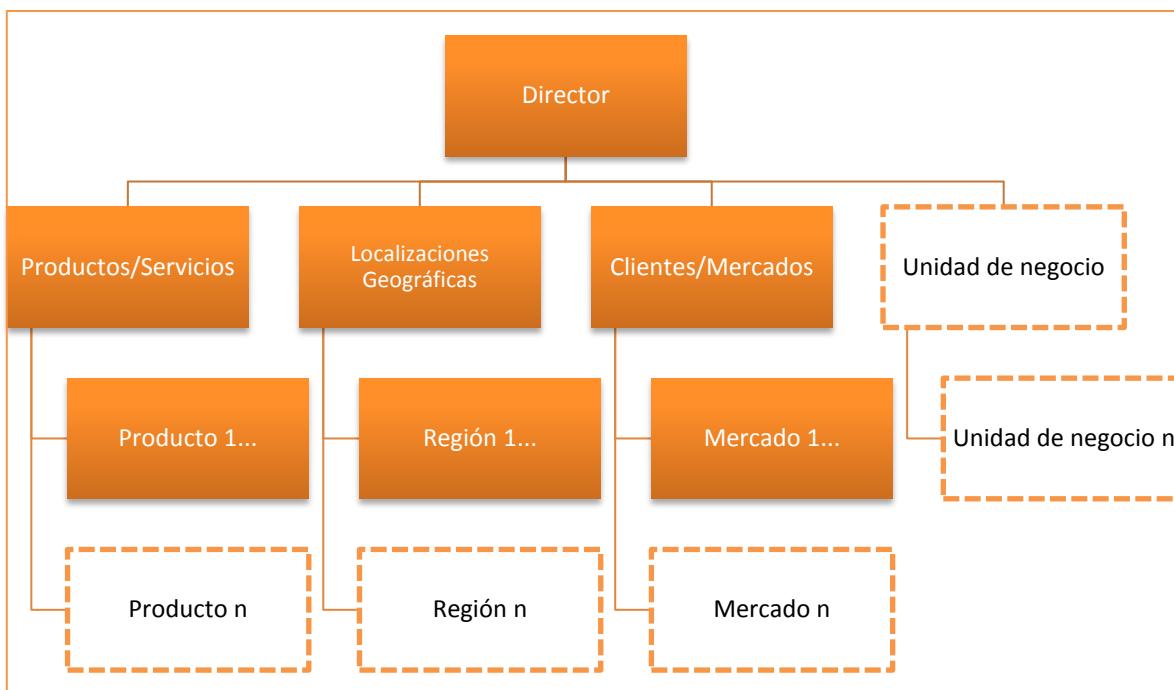 Director
Productos/Servicios
Localizaciones
Geográficas
Clientes/Mercados
Unidad de negocio
Producto 1...
Región 1...
Mercado 1...
Unidad de negocio n
Producto n
Región n
Mercado n